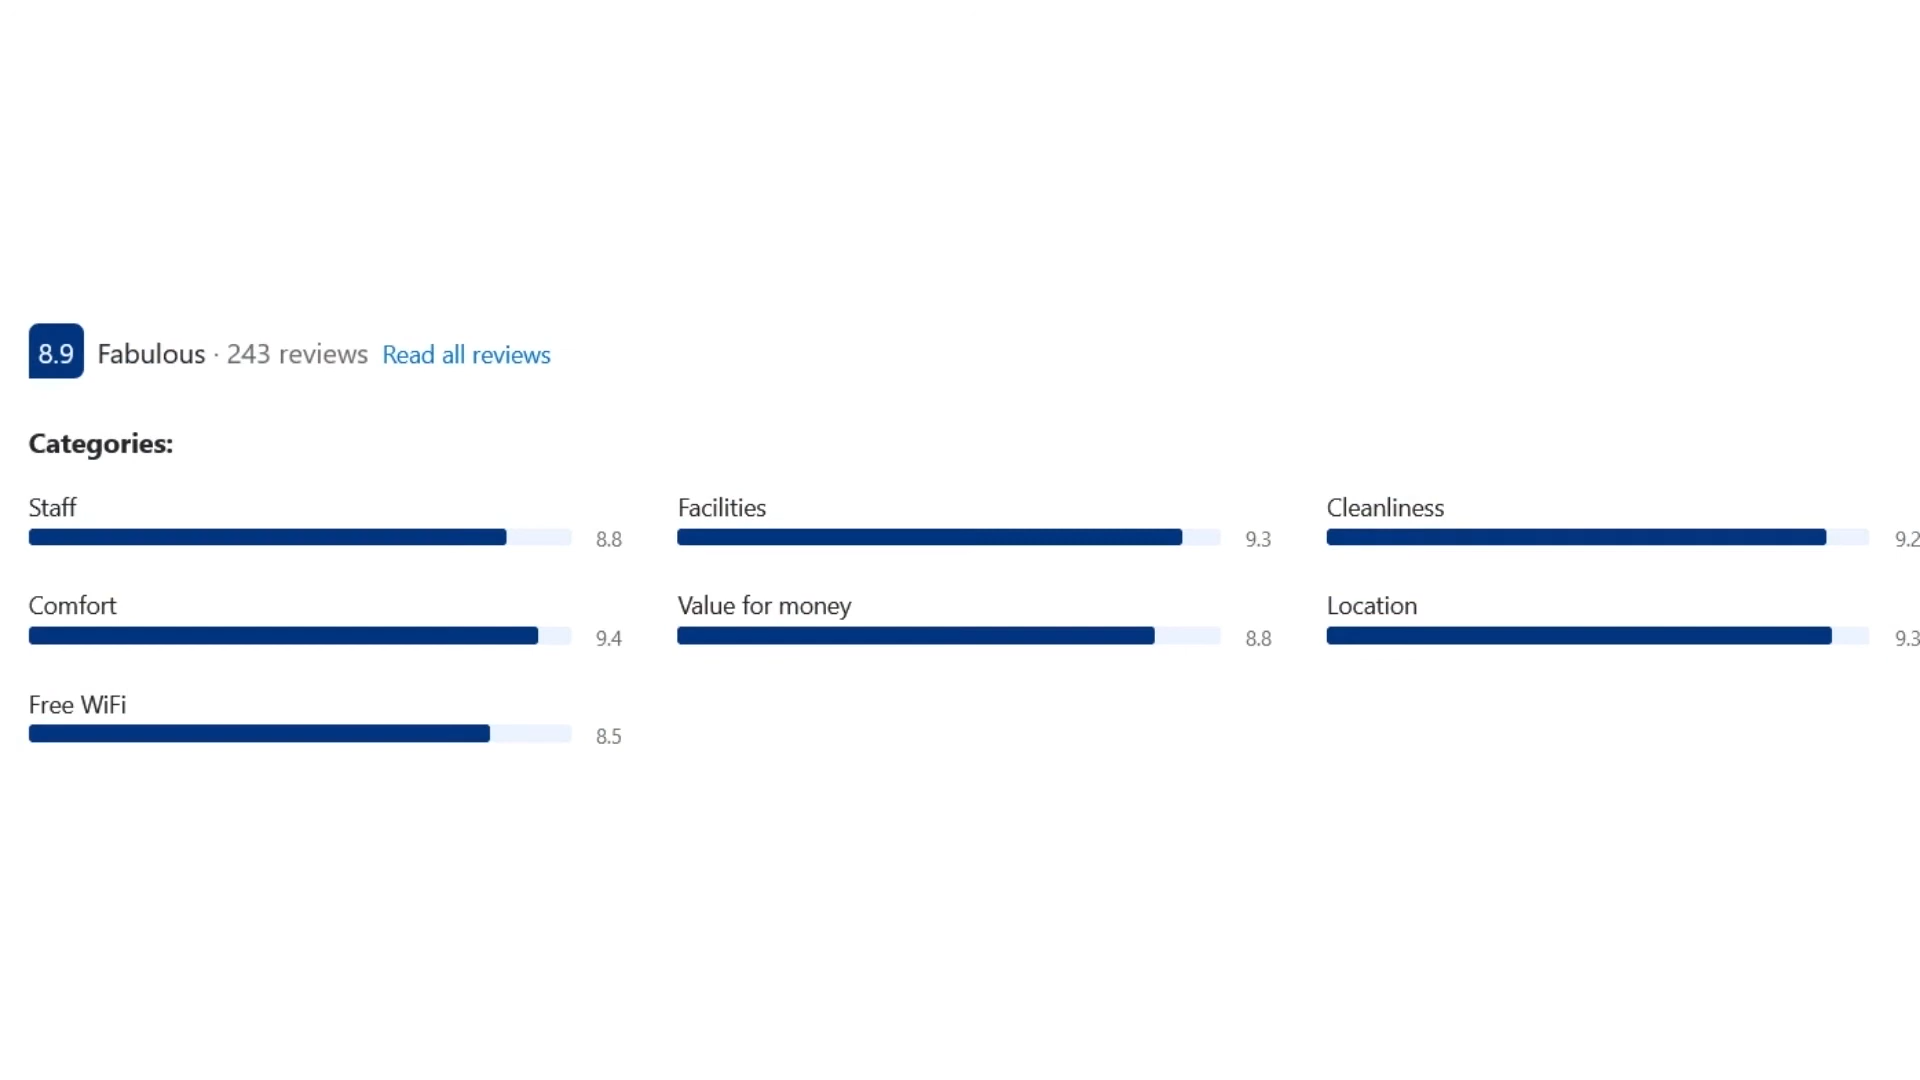 8.9 Fabulous · 243 reviews Read all reviews
Categories:
Staff 8.8
Facilities 9.3
Cleanliness 9.2
Comfort 9.4
Value for money 8.8
Location 9.3
Free WiFi 8.5